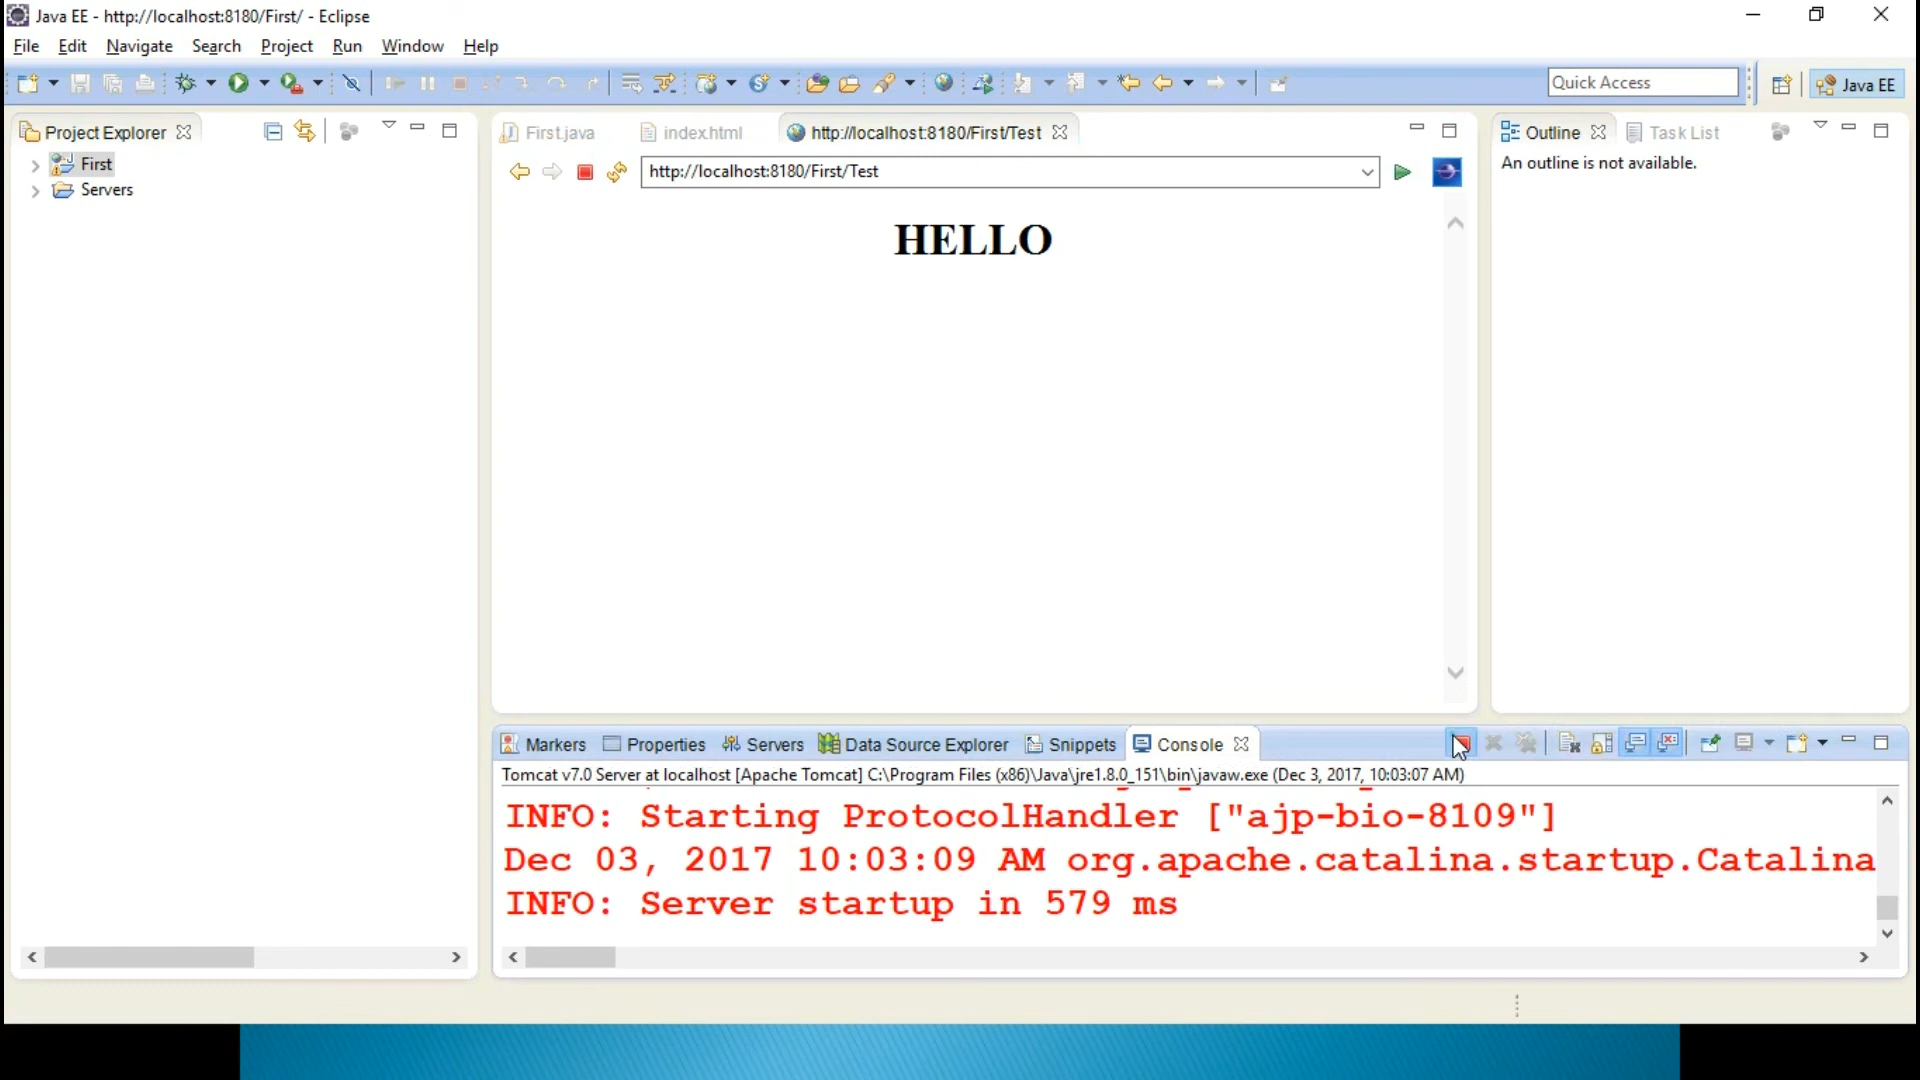 Java EE - http://localhost:8180/First/ - Eclipse
File Edit Navigate Search Project Run Window Help
Quick Access
Java EE
Project Explorer
First
Servers
First.java
index.html
http://localhost:8180/First/Test
http://localhost:8180/First/Test
HELLO
Outline
Task List
An outline is not available.
Markers Properties Servers Data Source Explorer Snippets Console
Tomcat v7.0 Server at localhost [Apache Tomcat] C:\Program Files (x86)\Java\jre1.8.0_151\bin\javaw.exe (Dec 3, 2017, 10:03:07 AM)
INFO: Starting ProtocolHandler ["ajp-bio-8109"]
Dec 03, 2017 10:03:09 AM org.apache.catalina.startup.Catalina
INFO: Server startup in 579 ms